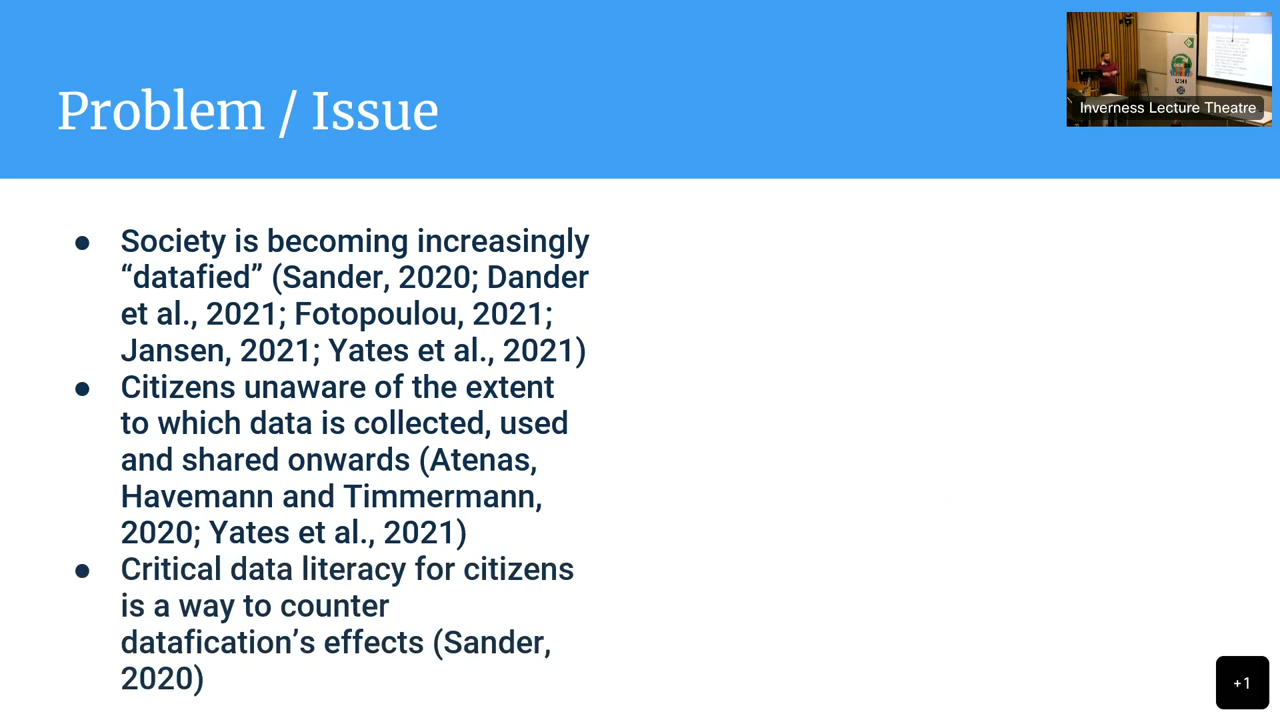 Problem / Issue
Inverness Lecture Theatre
UHI
● Society is becoming increasingly
“datafied” (Sander, 2020; Dander
et al., 2021; Fotopoulou, 2021;
Jansen, 2021; Yates et al., 2021)
● Citizens unaware of the extent
to which data is collected, used
and shared onwards (Atenas,
Havemann and Timmermann,
2020; Yates et al., 2021)
● Critical data literacy for citizens
is a way to counter
datafication’s effects (Sander,
2020)
+1